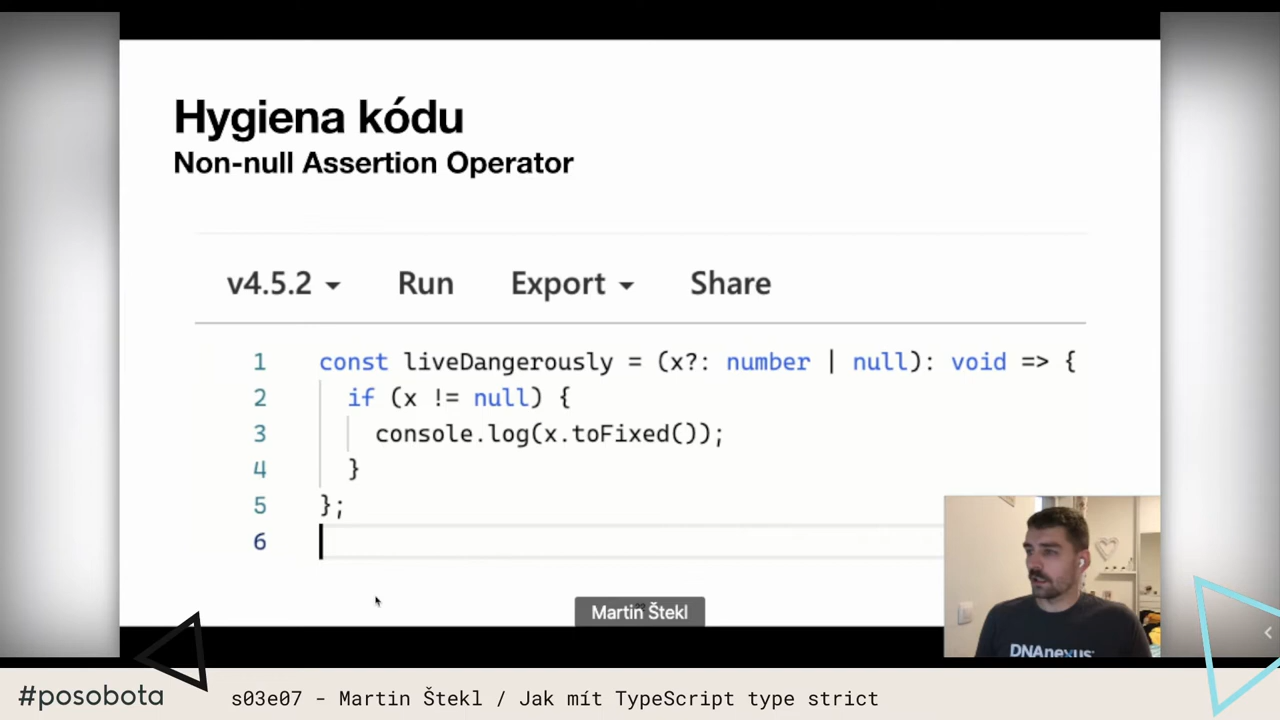 Hygiena kódu
Non-null Assertion Operator
v4.5.2 Run Export Share
1 const liveDangerously = (x?: number | null): void => {
2 if (x != null) {
3 console.log(x.toFixed());
4 }
5 };
6
Martin Štekl
DNAnexus
#posobota
s03e07 - Martin Štekl / Jak mít TypeScript type strict